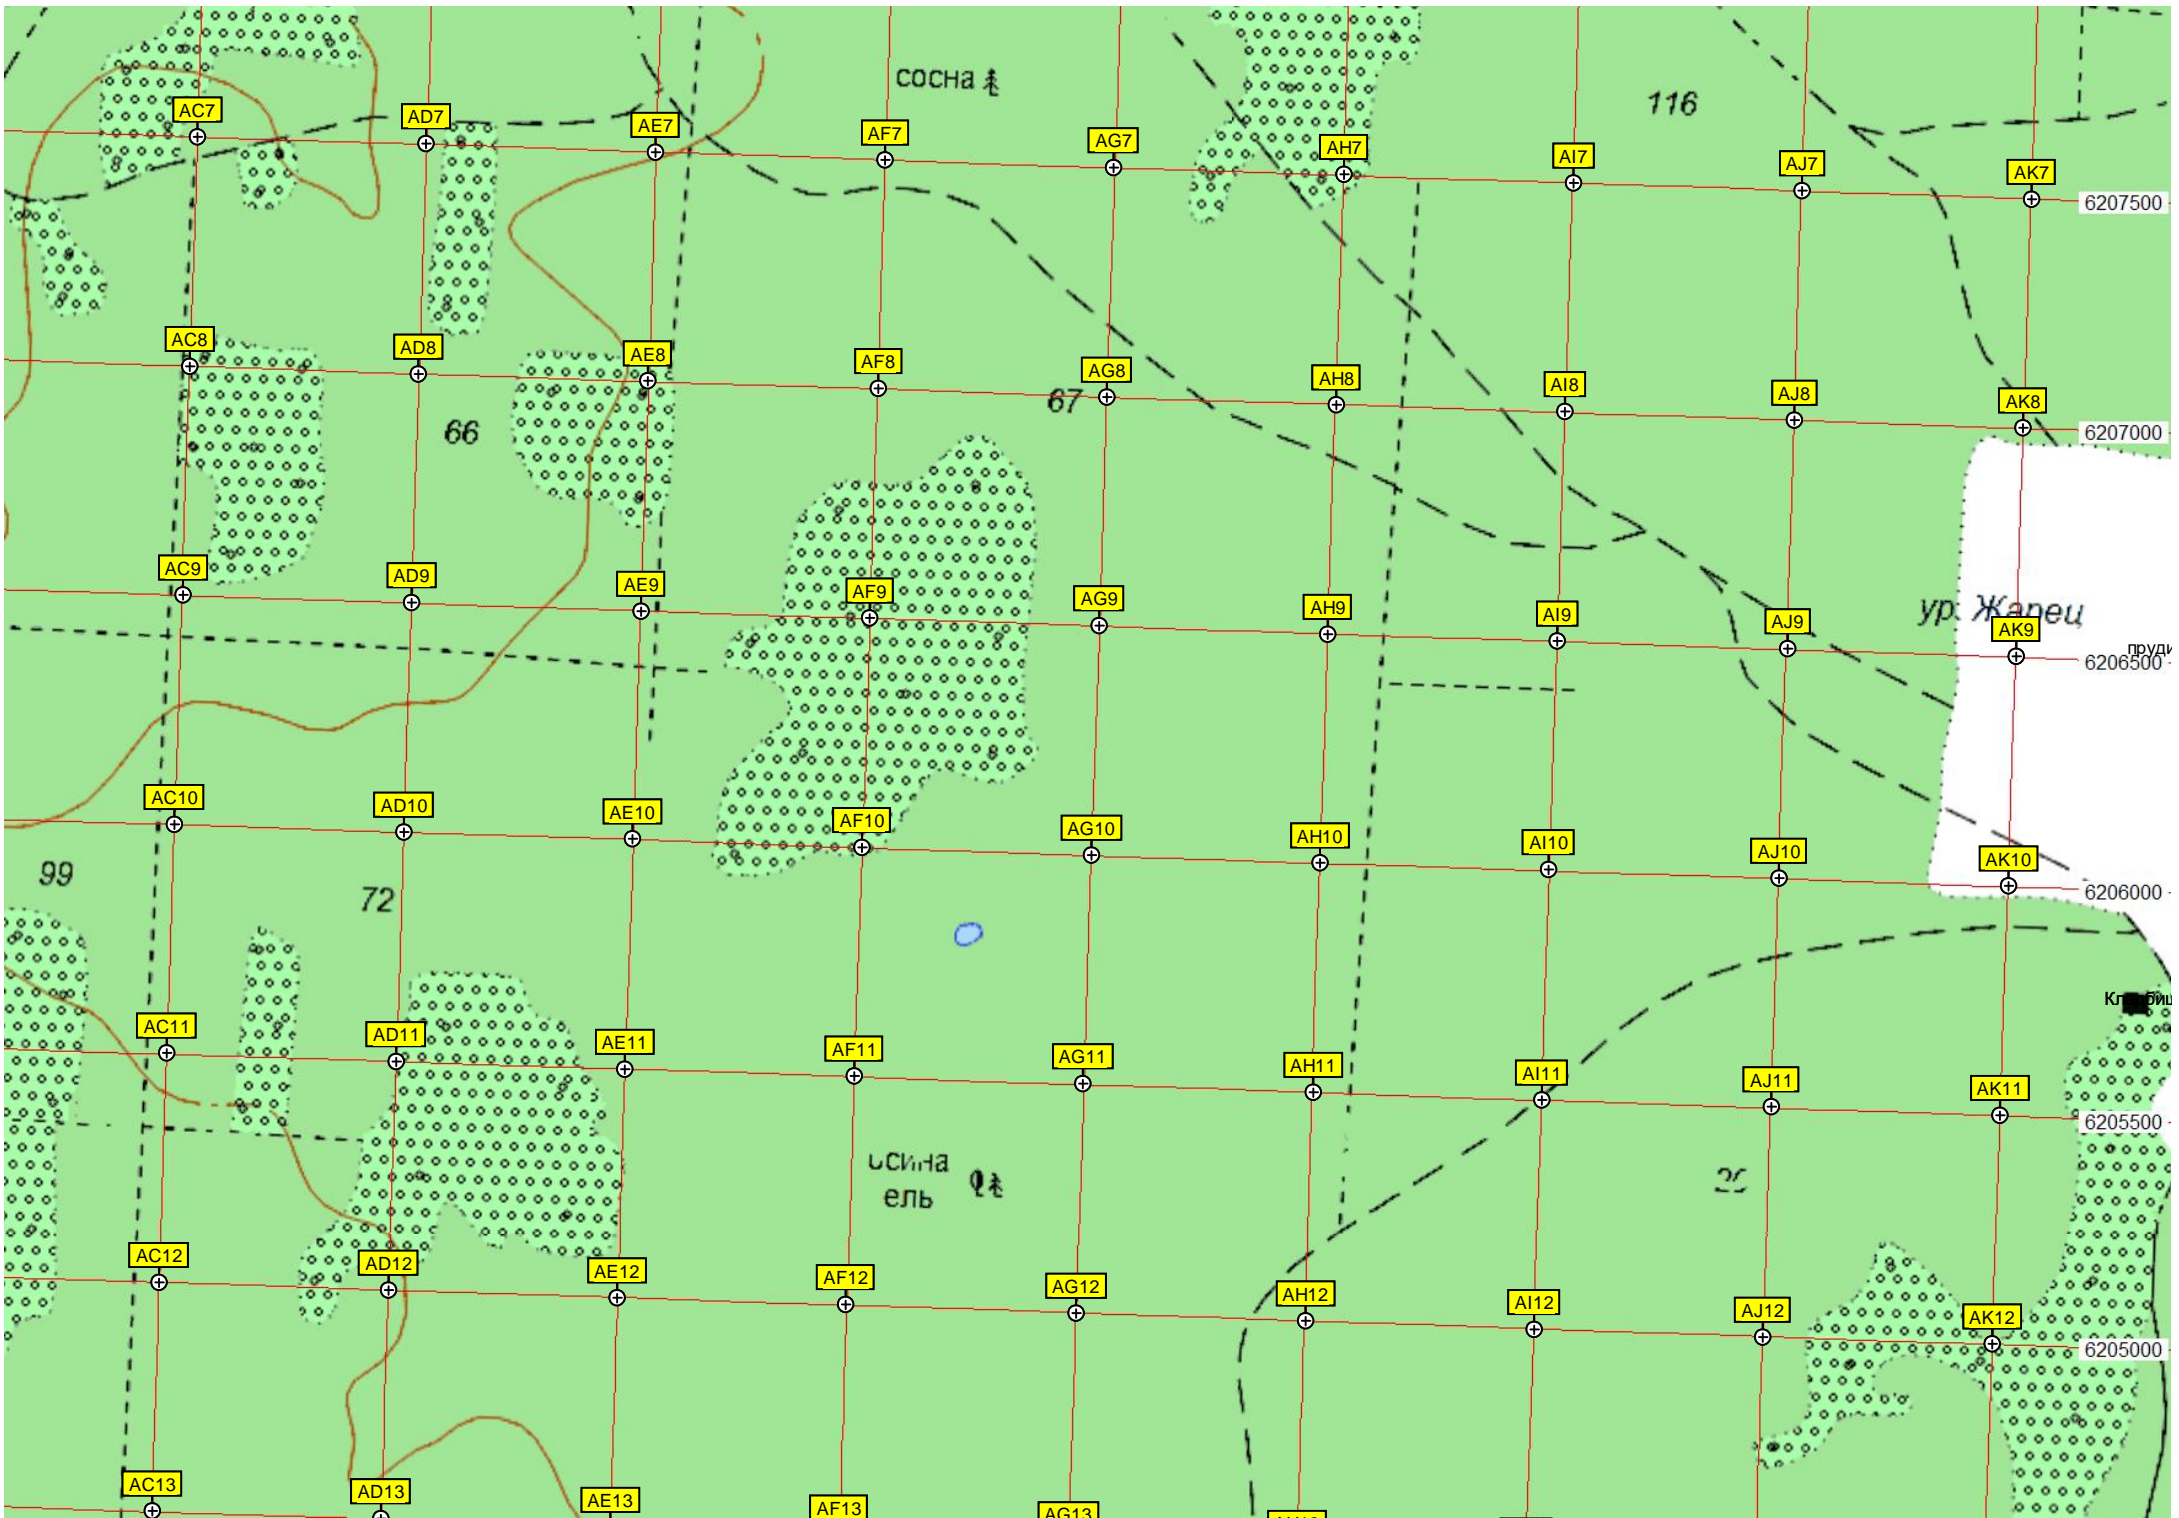 сосна
116
AC7 AD7 AE7 AF7 AG7 AH7 AI7 AJ7 AK7
6207500
AC8 AD8 AE8 AF8 AG8 AH8 AI8 AJ8 AK8
67
66
6207000
AC9 AD9 AE9 AF9 AG9 AH9 AI9 AJ9 AK9
ур. Жарец
6206500
AC10 AD10 AE10 AF10 AG10 AH10 AI10 AJ10 AK10
99
72
6206000
AC11 AD11 AE11 AF11 AG11 AH11 AI11 AJ11 AK11
6205500
осина
ель
AC12 AD12 AE12 AF12 AG12 AH12 AI12 AJ12 AK12
6205000
AC13 AD13 AE13 AF13 AG13